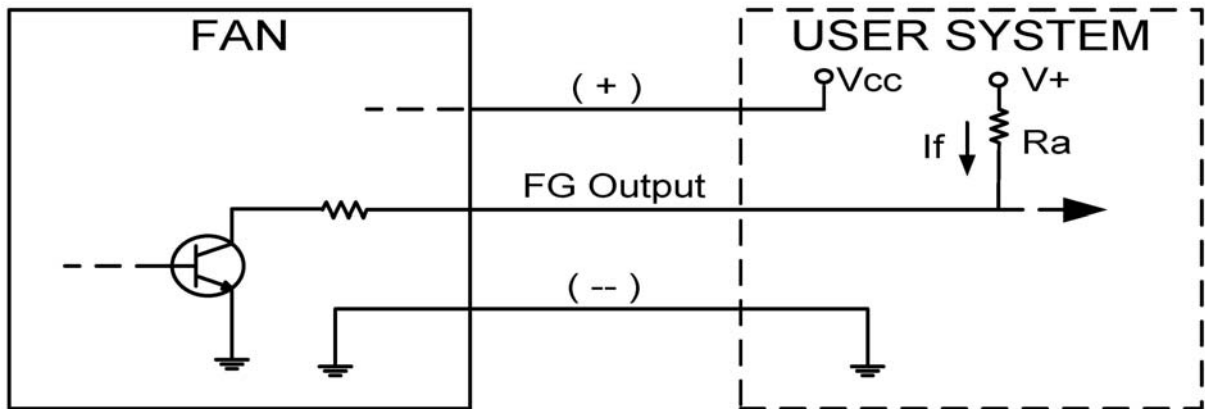 FAN
USER SYSTEM
( + )
Vcc
V+
If
Ra
FG Output
( -- )